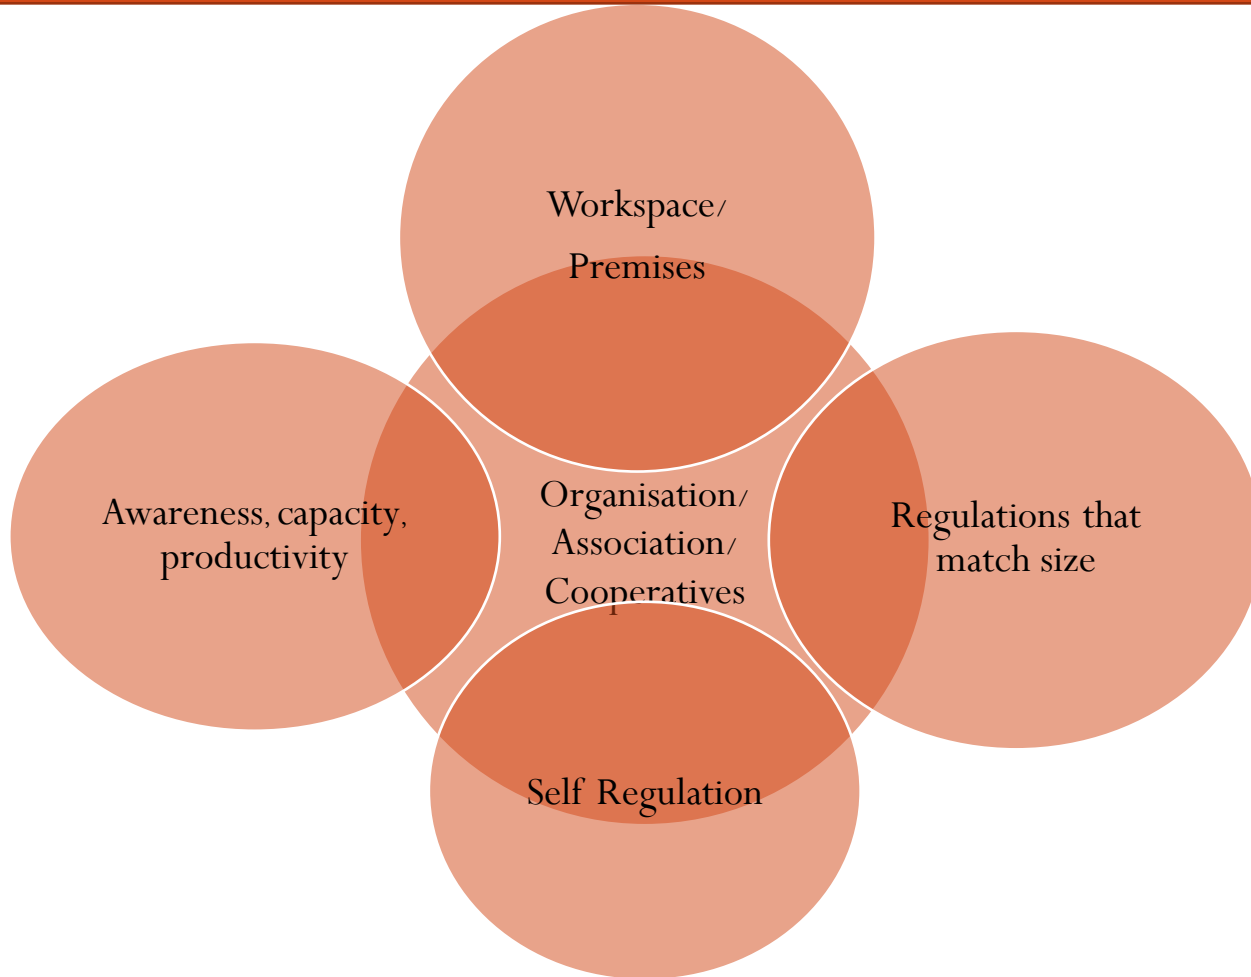 Workspace/
Premises
Awareness, capacity,
productivity
Organisation/
Association/
Cooperatives
Regulations that
match size
Self Regulation